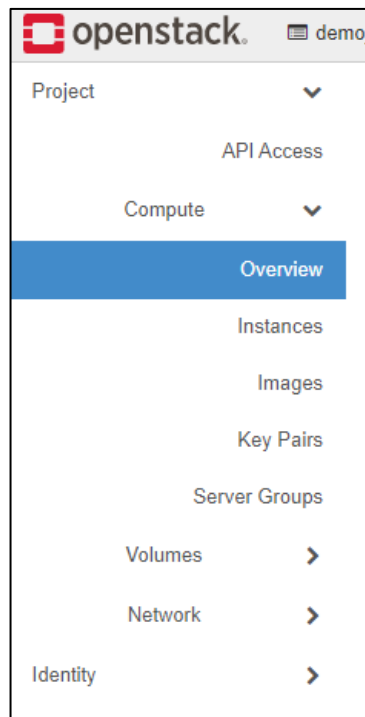 openstack. demo
Project
API Access
Compute
Overview
Instances
Images
Key Pairs
Server Groups
Volumes
Network
Identity